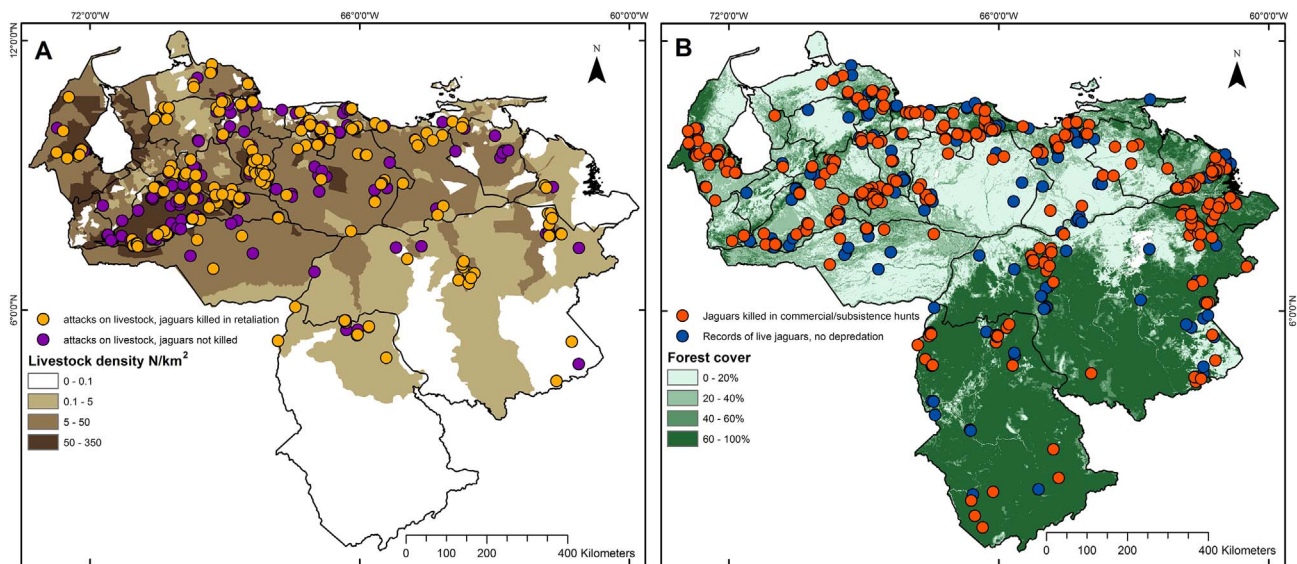 72°0'0"W
66°0'0"W
60°0'0"W
12°0'0"N
6°0'0"N
A
N
attacks on livestock, jaguars killed in retaliation
attacks on livestock, jaguars not killed
Livestock density N/km²
0 - 0.1
0.1 - 5
5 - 50
50 - 350
0 100 200 400 Kilometers
72°0'0"W
66°0'0"W
60°0'0"W
6°0'0"N
B
N
Jaguars killed in commercial/subsistence hunts
Records of live jaguars, no depredation
Forest cover
0 - 20%
20 - 40%
40 - 60%
60 - 100%
0 100 200 400 Kilometers